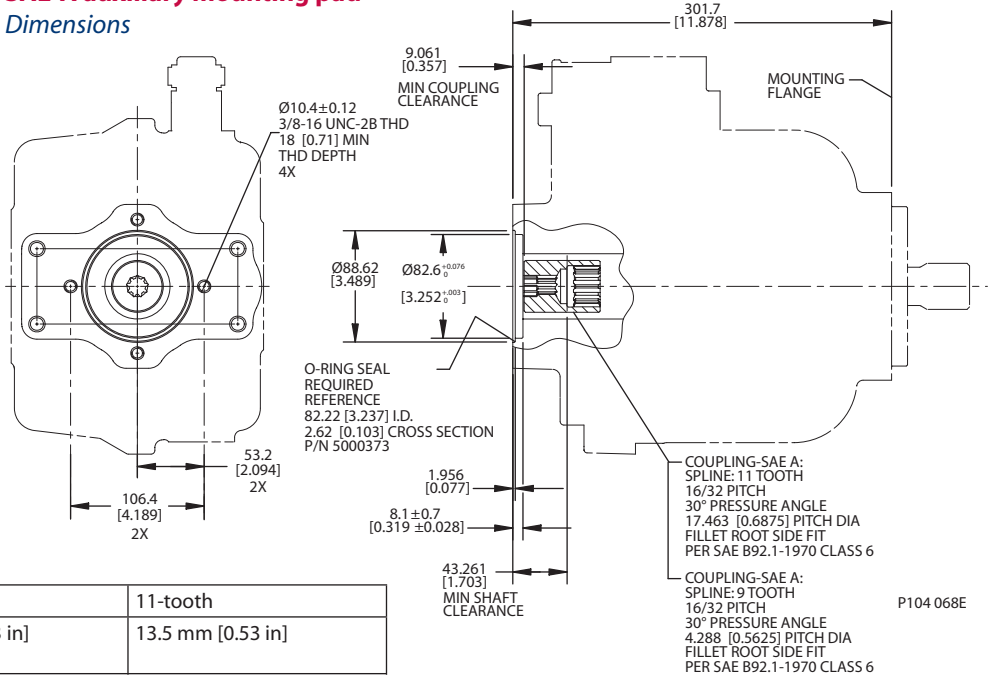 Dimensions
301.7
[11.878]
9.061
[0.357]
MIN COUPLING
CLEARANCE
MOUNTING
FLANGE
Ø10.4±0.12
3/8-16 UNC-2B THD
18 [0.71] MIN
THD DEPTH
4X
Ø88.62
[3.489]
Ø82.6 +0.076 0
[3.252 +.003 0]
O-RING SEAL
REQUIRED
REFERENCE
82.22 [3.237] I.D.
2.62 [0.103] CROSS SECTION
P/N 5000373
53.2
[2.094]
2X
106.4
[4.189]
2X
1.956
[0.077]
8.1±0.7
[0.319 ±0.028]
43.261
[1.703]
MIN SHAFT
CLEARANCE
COUPLING-SAE A:
SPLINE: 11 TOOTH
16/32 PITCH
30° PRESSURE ANGLE
17.463 [0.6875] PITCH DIA
FILLET ROOT SIDE FIT
PER SAE B92.1-1970 CLASS 6
COUPLING-SAE A:
SPLINE: 9 TOOTH
16/32 PITCH
30° PRESSURE ANGLE
4.288 [0.5625] PITCH DIA
FILLET ROOT SIDE FIT
PER SAE B92.1-1970 CLASS 6
P104 068E
11-tooth
in]
13.5 mm [0.53 in]